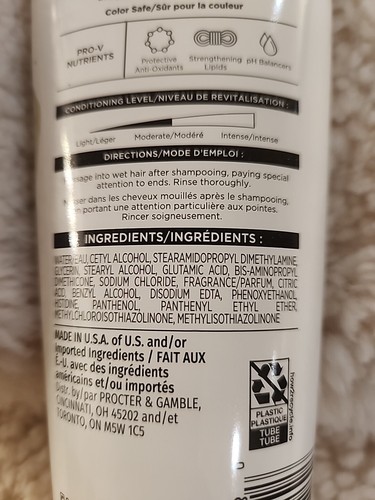 Color Safe/Sûr pour la couleur
PRO-V
NUTRIENTS
Protective
Anti-Oxidants
Strengthening
Lipids
pH Balancers
CONDITIONING LEVEL/NIVEAU DE REVITALISATION :
Light/Léger
Moderate/Modéré
Intense/intense
DIRECTIONS/MODE D'EMPLOI :
into wet hair after shampooing, paying special
attention to ends. Rinse thoroughly.
dans les cheveux mouillés après le shampooing,
en portant une attention particulière aux pointes.
Rincer soigneusement.
INGREDIENTS/INGRÉDIENTS :
WATER/EAU, CETYL ALCOHOL, STEARAMIDOPROPYL DIMETHYLAMINE,
GLYCERIN, STEARYL ALCOHOL, GLUTAMIC ACID, BIS-AMINOPROPYL
DIMETHICONE, SODIUM CHLORIDE, FRAGRANCE/PARFUM, CITRIC
ACID, BENZYL ALCOHOL, DISODIUM EDTA, PHENOXYETHANOL,
HISTIDINE, PANTHENOL, PANTHENYL ETHYL ETHER,
METHYLCHLOROISOTHIAZOLINONE, METHYLISOTHIAZOLINONE
MADE IN U.S.A. of U.S. and/or
imported Ingredients / FAIT AUX
É.-U. avec des ingrédients
américains et/ou importés
Distr. by/par PROCTER & GAMBLE,
CINCINNATI, OH 45202 and/et
TORONTO, ON M5W 1C5
how2recycle.info
PLASTIC
PLASTIQUE
TUBE
TUBE